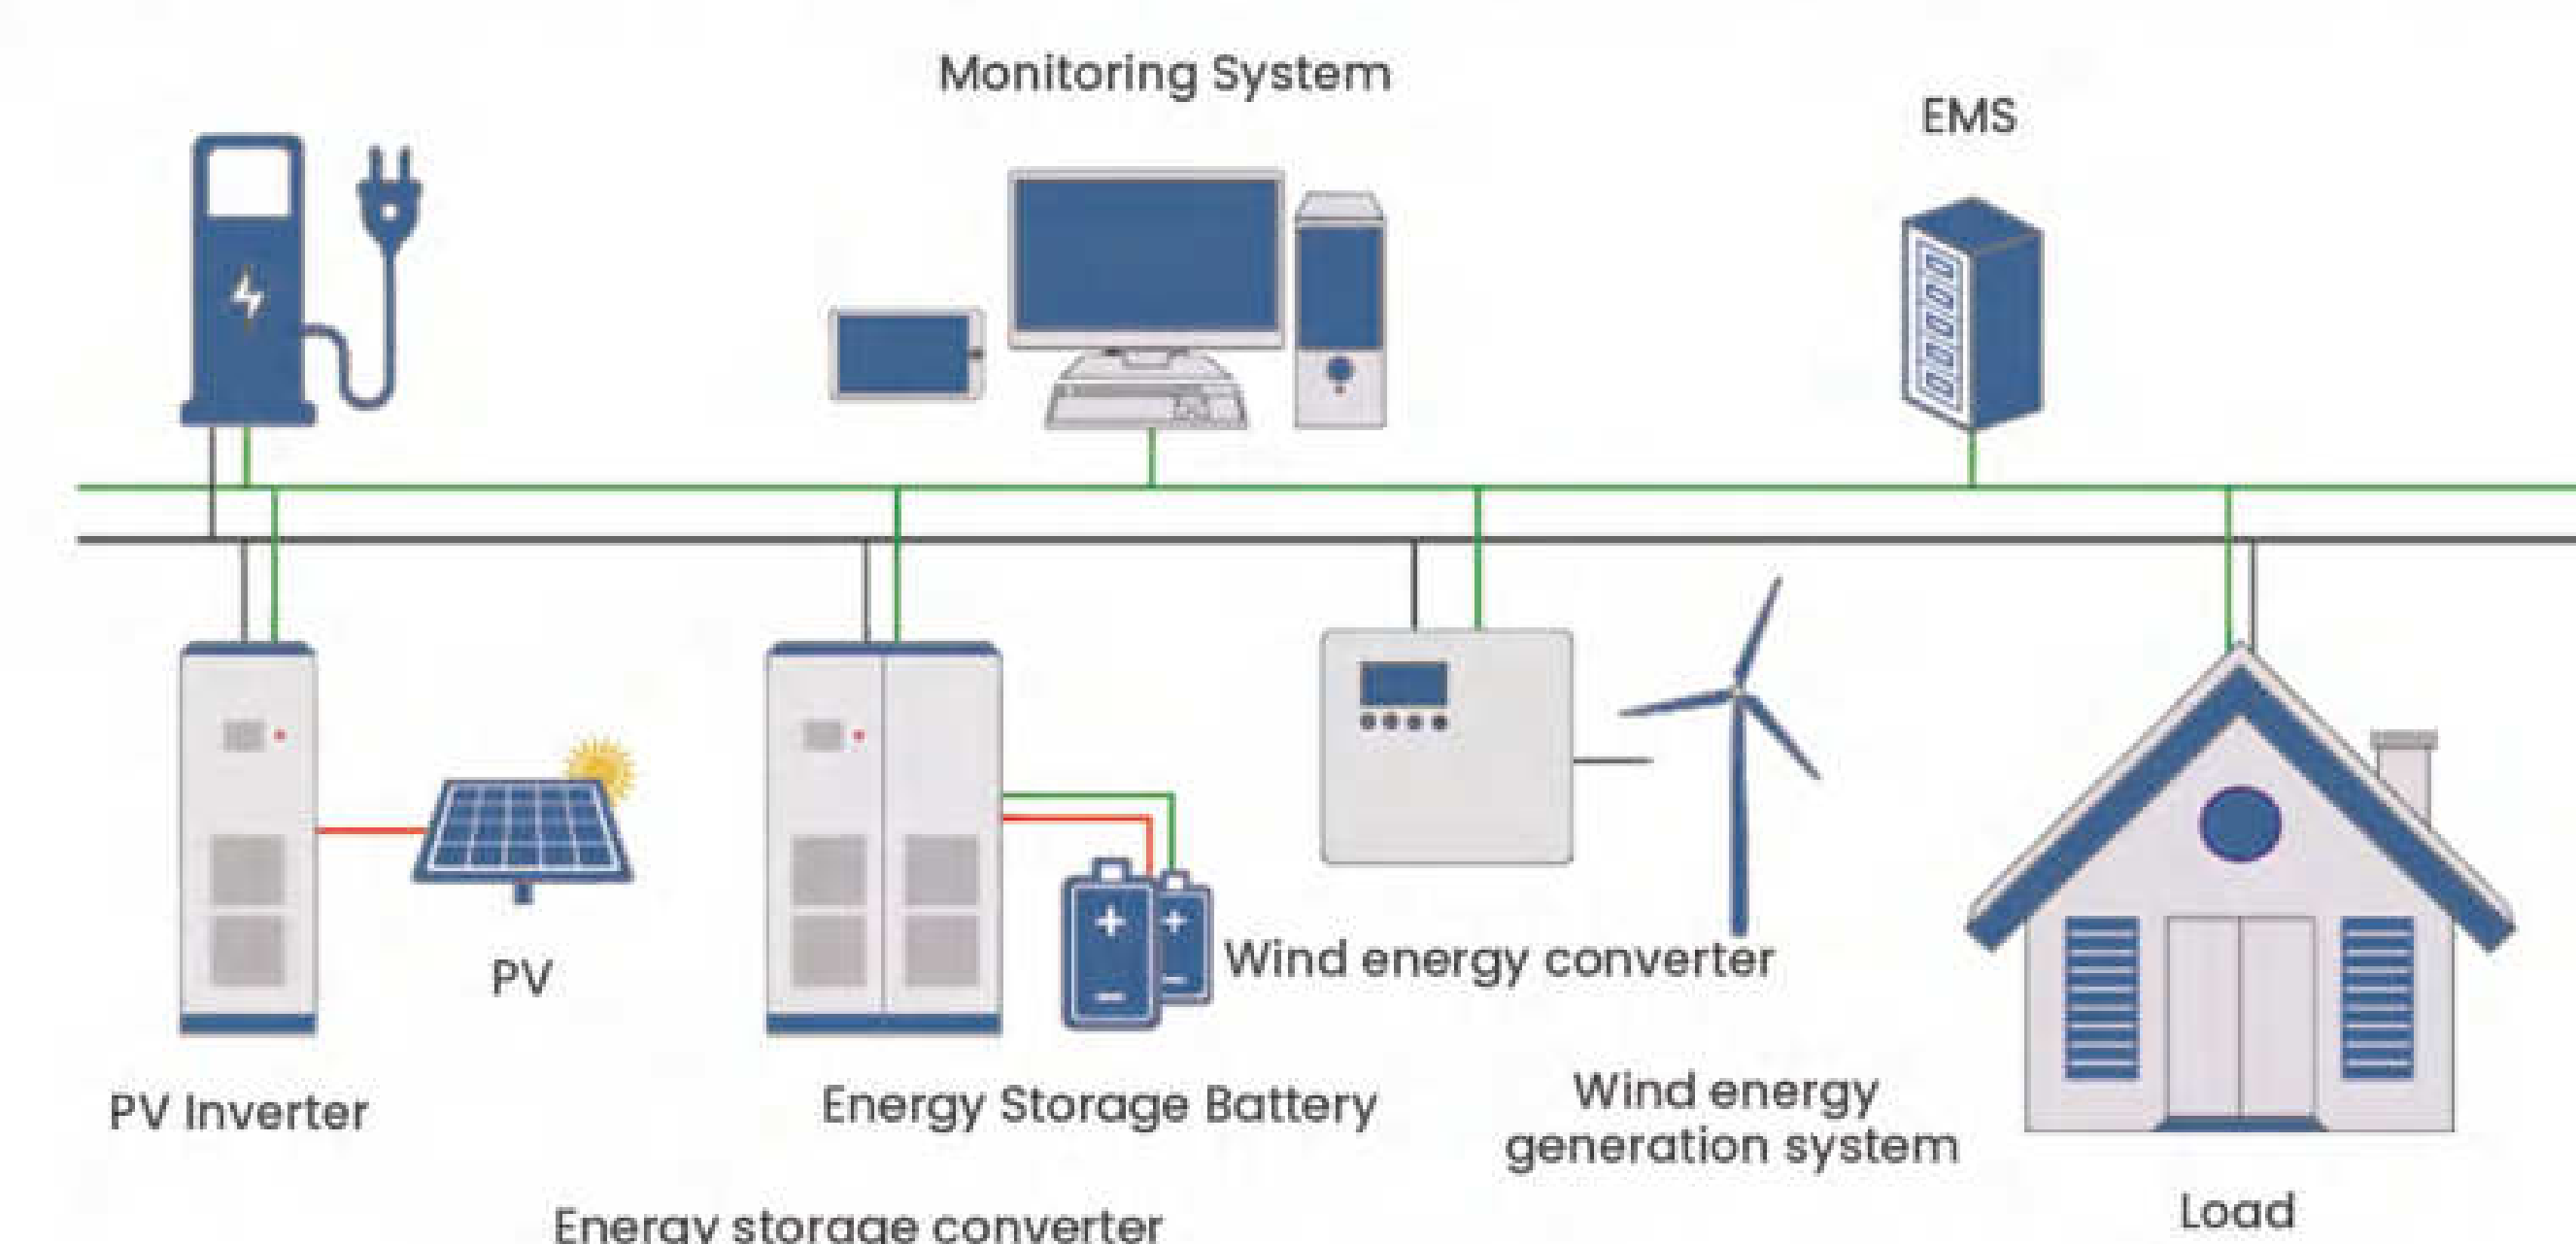 Monitoring System
EMS
PV
Wind energy converter
PV Inverter
Energy Storage Battery
Wind energy
generation system
Load
Energy storage converter